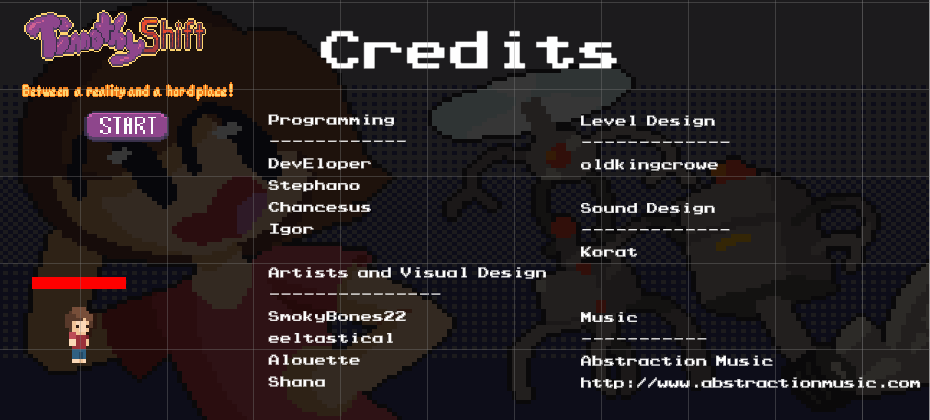 Timothy Shift
Between a reality and a hard place!
START
Credits
Programming
------------
DevEloper
Stephano
Chancesus
Igor
Artists and Visual Design
---------------
SmokyBones22
eeltastical
Alouette
Shana
Level Design
-------------
oldkingcrowe
Sound Design
-------------
Korat
Music
-----------
Abstraction Music
http://www.abstractionmusic.com